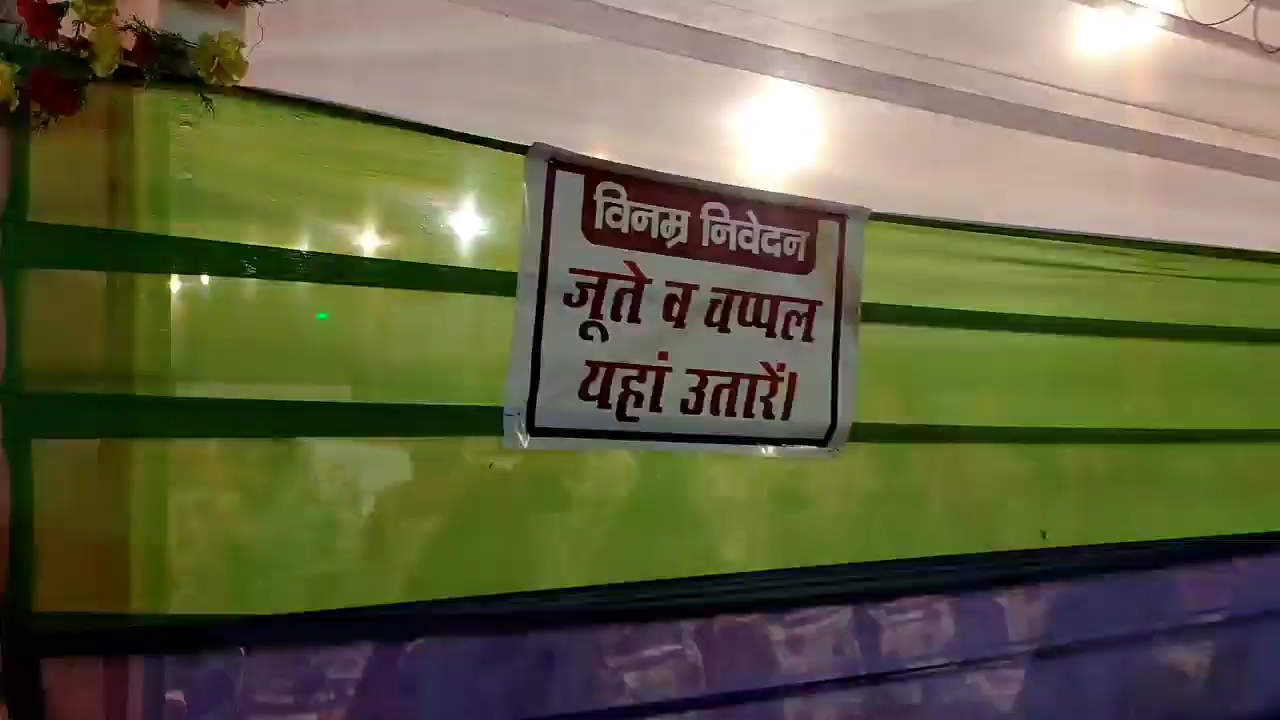 विनम्र निवेदन
जूते व चप्पल
यहां उतारें।